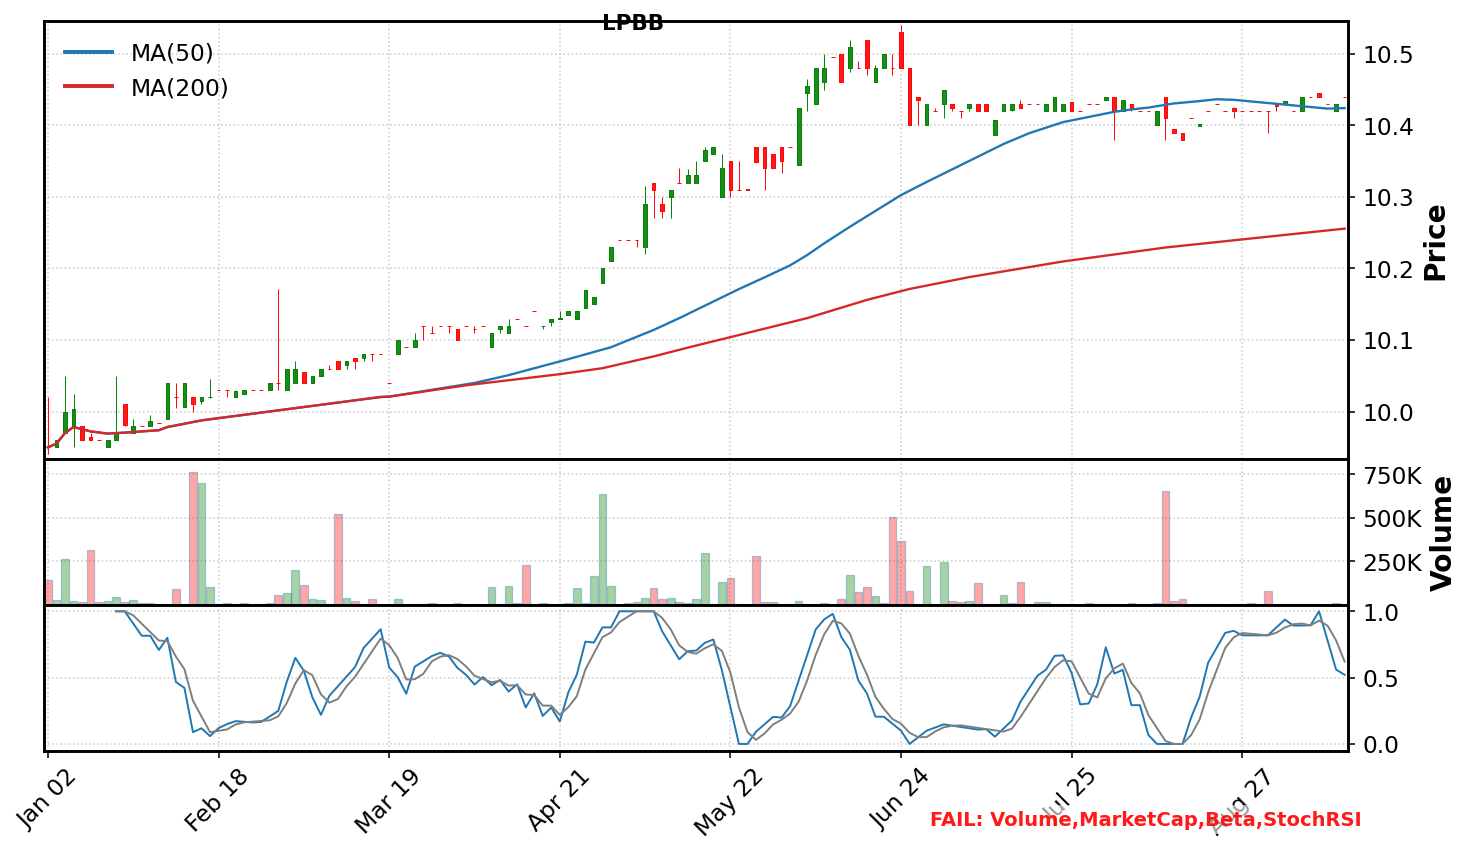 LPBB
MA(50)
MA(200)
10.5
10.4
10.3
10.2
10.1
10.0
Price
750K
500K
250K
Volume
1.0
0.5
0.0
Jan 02
Feb 18
Mar 19
Apr 21
May 22
Jun 24
Jul 25
Aug 27
FAIL: Volume,MarketCap,Beta,StochRSI